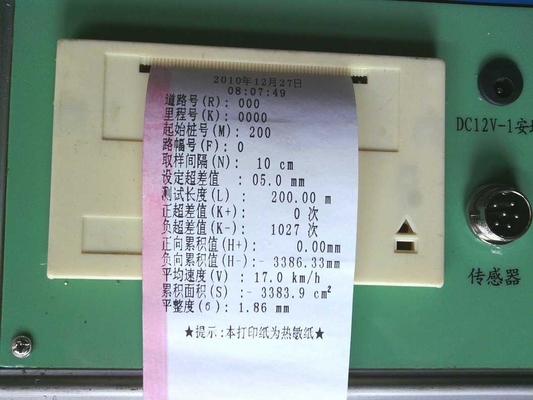 2010年12月27日
08:07:49
道路号(R): 000
里程号(K): 0000
起始桩号(M): 200
路幅号(F): 0
取样间隔(N): 10 cm
设定超差值 : 05.0 mm
测试长度(L) : 200.00 m
正超差值(K+): 0 次
负超差值(K-): 1027 次
正向累积值(H+): 0.00mm
负向累积值(H-):- 3386.33mm
平均速度(V) : 17.0 km/h
累积面积(S) :- 3383.9 cm²
平整度(σ): 1.86 mm
★提示:本打印纸为热敏纸★
DC12V-1安
传感器